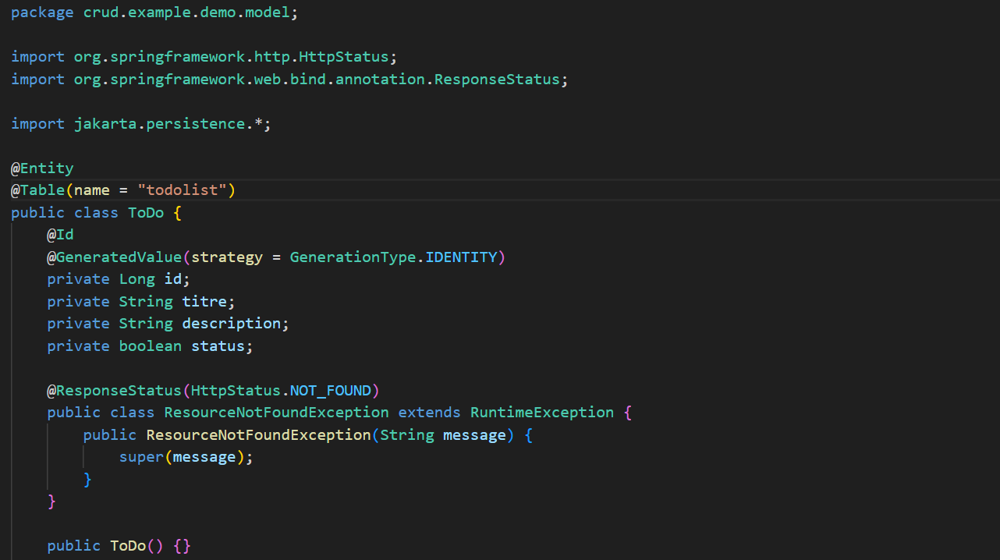 package crud.example.demo.model;
import org.springframework.http.HttpStatus;
import org.springframework.web.bind.annotation.ResponseStatus;
import jakarta.persistence.*;
@Entity
@Table(name = "todolist")
public class ToDo {
@Id
@GeneratedValue(strategy = GenerationType.IDENTITY)
private Long id;
private String titre;
private String description;
private boolean status;
@ResponseStatus(HttpStatus.NOT_FOUND)
public class ResourceNotFoundException extends RuntimeException {
public ResourceNotFoundException(String message) {
super(message);
}
}
public ToDo() {}